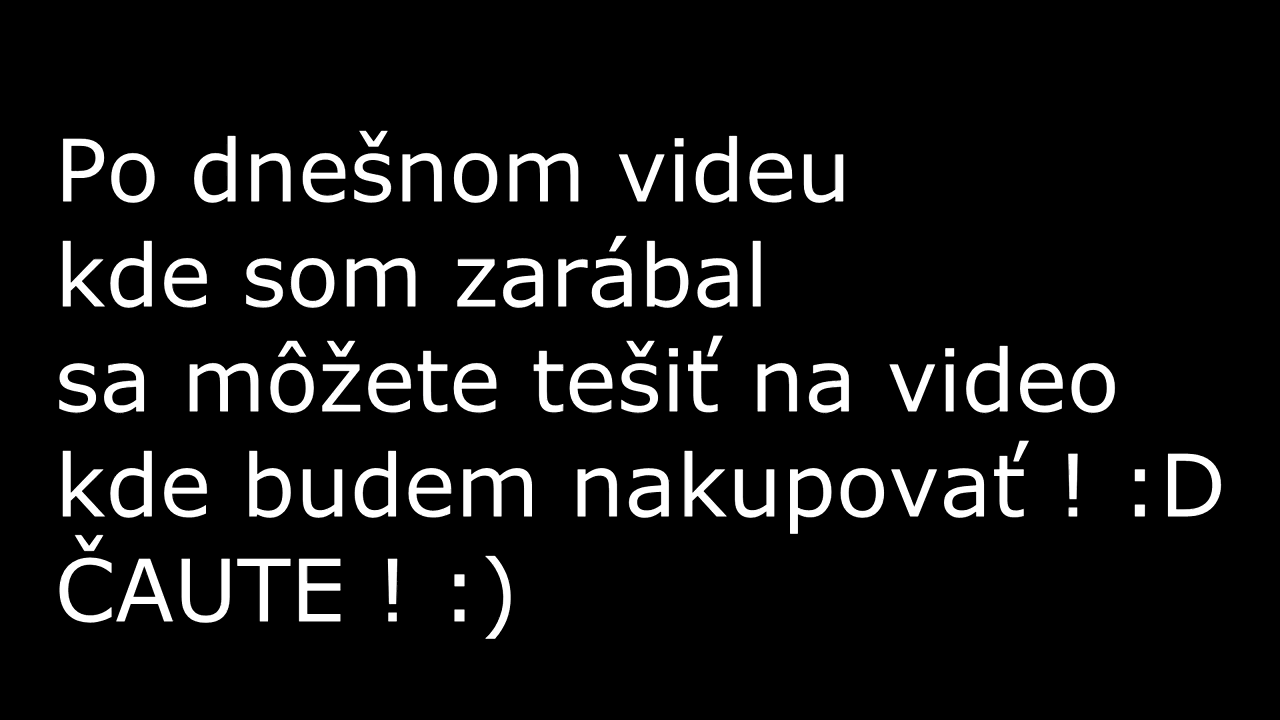 Po dnešnom videu
kde som zarábal
sa môžete tešiť na video
kde budem nakupovať ! :D
ČAUTE ! :)